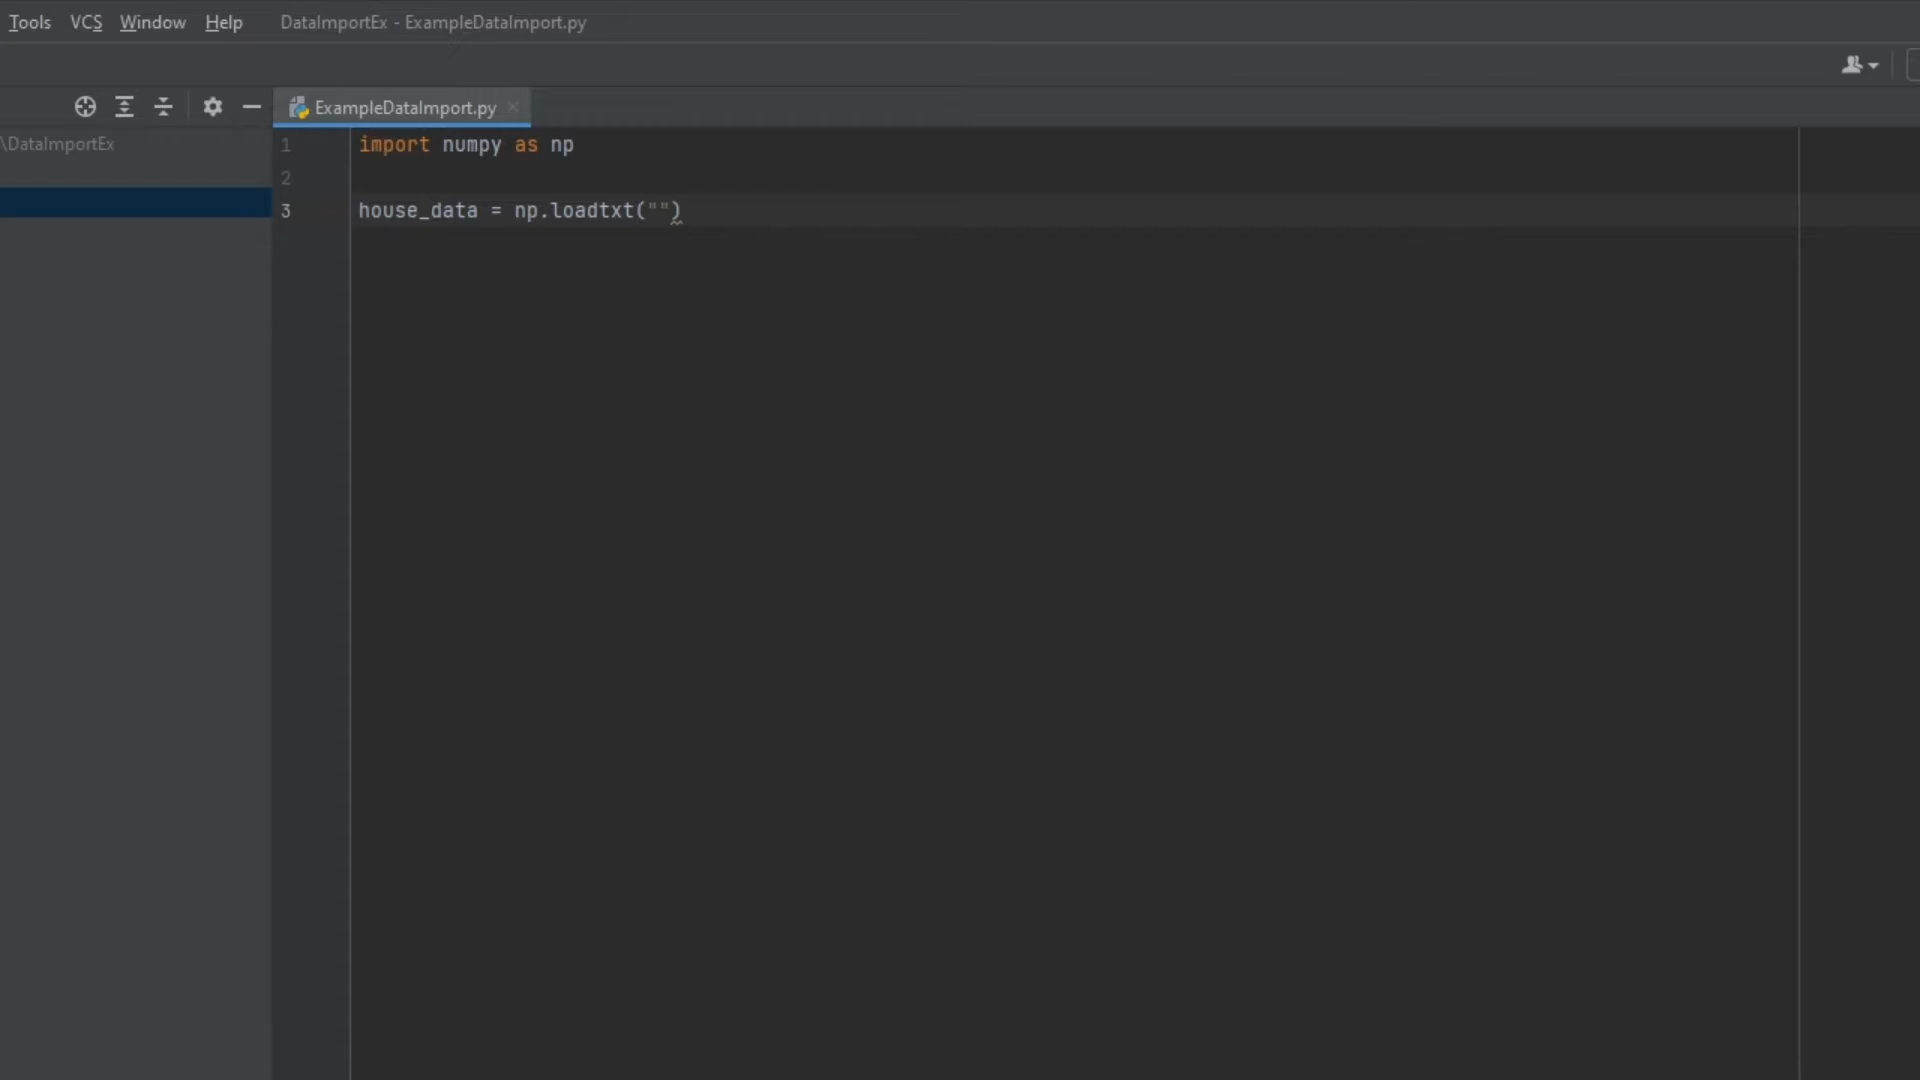 Tools VCS Window Help DataImportEx - ExampleDataImport.py
ExampleDataImport.py
\DataImportEx
1 import numpy as np
2
3 house_data = np.loadtxt("")